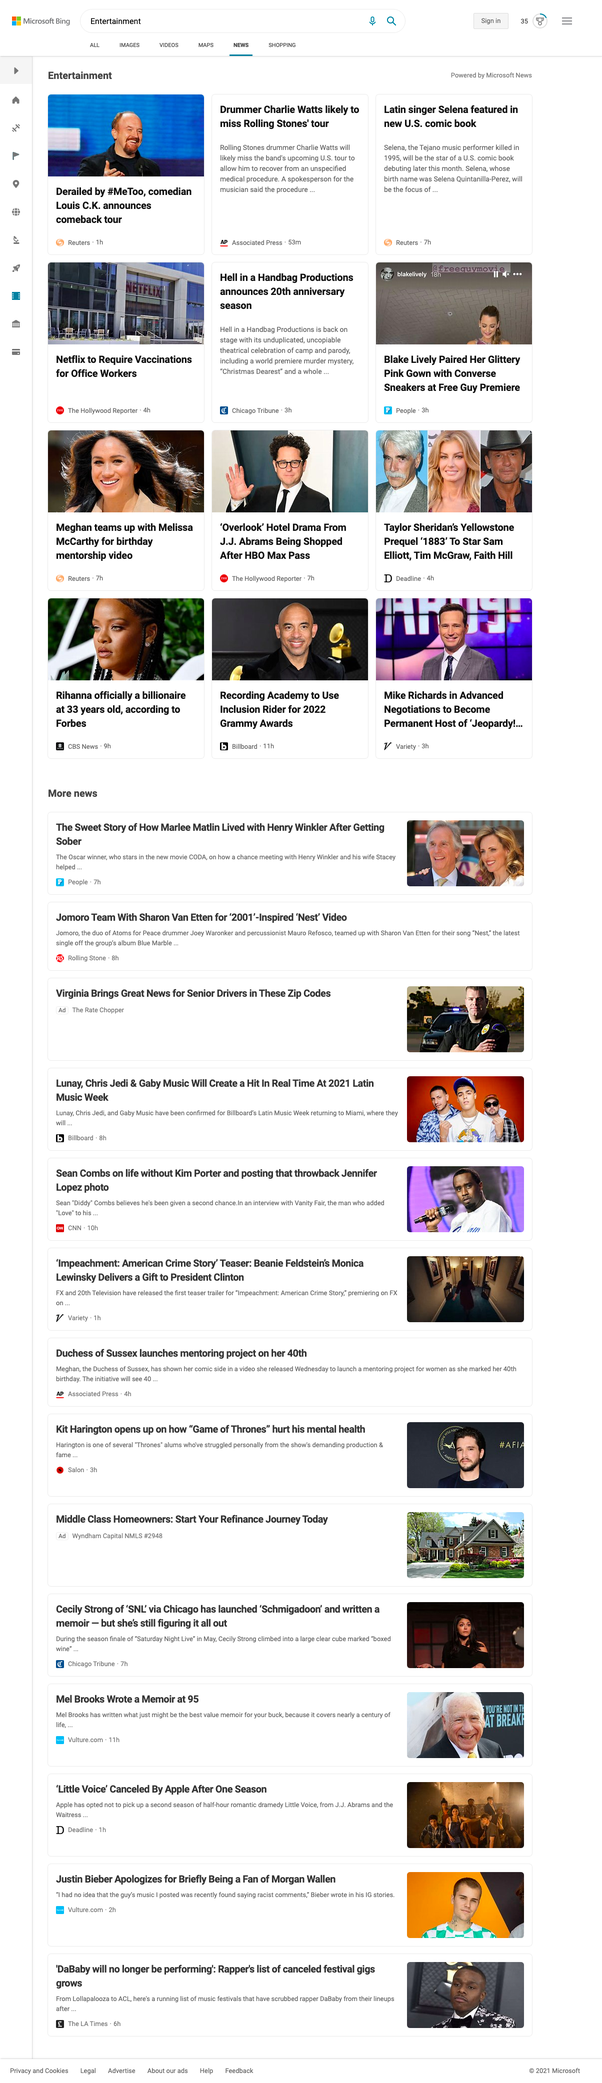 Microsoft Bing
Entertainment
Sign in
35
ALL IMAGES VIDEOS MAPS NEWS SHOPPING
Entertainment
Powered by Microsoft News
Derailed by #MeToo, comedian
Louis C.K. announces
comeback tour
Reuters · 1h
Drummer Charlie Watts likely to
miss Rolling Stones' tour
Rolling Stones drummer Charlie Watts will
likely miss the band's upcoming U.S. tour to
allow him to recover from an unspecified
medical procedure. A spokesperson for the
musician said the procedure ...
AP Associated Press · 53m
Latin singer Selena featured in
new U.S. comic book
Selena, the Tejano music performer killed in
1995, will be the star of a U.S. comic book
debuting later this month. Selena, whose
birth name was Selena Quintanilla-Perez, will
be the focus of ...
Reuters · 7h
NETFLIX
Netflix to Require Vaccinations
for Office Workers
The Hollywood Reporter · 4h
Hell in a Handbag Productions
announces 20th anniversary
season
Hell in a Handbag Productions is back on
stage with its unduplicated, uncopiable
theatrical celebration of camp and parody,
including a world premiere murder mystery,
"Christmas Dearest" and a whole ...
Chicago Tribune · 3h
@freeguymovie
blakelively 18h
Blake Lively Paired Her Glittery
Pink Gown with Converse
Sneakers at Free Guy Premiere
People · 3h
Meghan teams up with Melissa
McCarthy for birthday
mentorship video
Reuters · 7h
‘Overlook’ Hotel Drama From
J.J. Abrams Being Shopped
After HBO Max Pass
The Hollywood Reporter · 7h
Taylor Sheridan’s Yellowstone
Prequel ‘1883’ To Star Sam
Elliott, Tim McGraw, Faith Hill
Deadline · 4h
Rihanna officially a billionaire
at 33 years old, according to
Forbes
CBS News · 9h
Recording Academy to Use
Inclusion Rider for 2022
Grammy Awards
Billboard · 11h
Mike Richards in Advanced
Negotiations to Become
Permanent Host of ‘Jeopardy!...
Variety · 3h
More news
The Sweet Story of How Marlee Matlin Lived with Henry Winkler After Getting
Sober
The Oscar winner, who stars in the new movie CODA, on how a chance meeting with Henry Winkler and his wife Stacey
helped ...
People · 7h
Jomoro Team With Sharon Van Etten for ‘2001’-Inspired ‘Nest’ Video
Jomoro, the duo of Atoms for Peace drummer Joey Waronker and percussionist Mauro Refosco, teamed up with Sharon Van Etten for their song “Nest,” the latest
single off the group’s album Blue Marble ...
Rolling Stone · 8h
Virginia Brings Great News for Senior Drivers in These Zip Codes
Ad The Rate Chopper
Lunay, Chris Jedi & Gaby Music Will Create a Hit In Real Time At 2021 Latin
Music Week
Lunay, Chris Jedi, and Gaby Music have been confirmed for Billboard's Latin Music Week returning to Miami, where they
will ...
Billboard · 8h
Sean Combs on life without Kim Porter and posting that throwback Jennifer
Lopez photo
Sean "Diddy" Combs believes he's been given a second chance.In an interview with Vanity Fair, the man who added
"Love" to his ...
CNN · 10h
‘Impeachment: American Crime Story’ Teaser: Beanie Feldstein’s Monica
Lewinsky Delivers a Gift to President Clinton
FX and 20th Television have released the first teaser trailer for “Impeachment: American Crime Story,” premiering on FX
on ...
Variety · 1h
Duchess of Sussex launches mentoring project on her 40th
Meghan, the Duchess of Sussex, has shown her comic side in a video she released Wednesday to launch a mentoring project for women as she marked her 40th
birthday. The initiative will see 40 ...
AP Associated Press · 4h
Kit Harington opens up on how “Game of Thrones” hurt his mental health
Harington is one of several "Thrones" alums who've struggled personally from the show's demanding production &
fame ...
Salon · 3h
#AFIA
Middle Class Homeowners: Start Your Refinance Journey Today
Ad Wyndham Capital NMLS #2948
Cecily Strong of ‘SNL’ via Chicago has launched ‘Schmigadoon’ and written a
memoir — but she’s still figuring it all out
During the season finale of “Saturday Night Live” in May, Cecily Strong climbed into a large clear cube marked “boxed
wine” ...
Chicago Tribune · 7h
Mel Brooks Wrote a Memoir at 95
Mel Brooks has written what just might be the best value memoir for your buck, because it covers nearly a century of
life, ...
Vulture.com · 11h
YOU'RE NOT IN TH
AT BREAKF
‘Little Voice’ Canceled By Apple After One Season
Apple has opted not to pick up a second season of half-hour romantic dramedy Little Voice, from J.J. Abrams and the
Waitress ...
Deadline · 1h
Justin Bieber Apologizes for Briefly Being a Fan of Morgan Wallen
“I had no idea that the guy’s music I posted was recently found saying racist comments,” Bieber wrote in his IG stories.
Vulture.com · 2h
'DaBaby will no longer be performing': Rapper's list of canceled festival gigs
grows
From Lollapalooza to ACL, here's a running list of music festivals that have scrubbed rapper DaBaby from their lineups
after ...
The LA Times · 6h
Privacy and Cookies Legal Advertise About our ads Help Feedback
© 2021 Microsoft